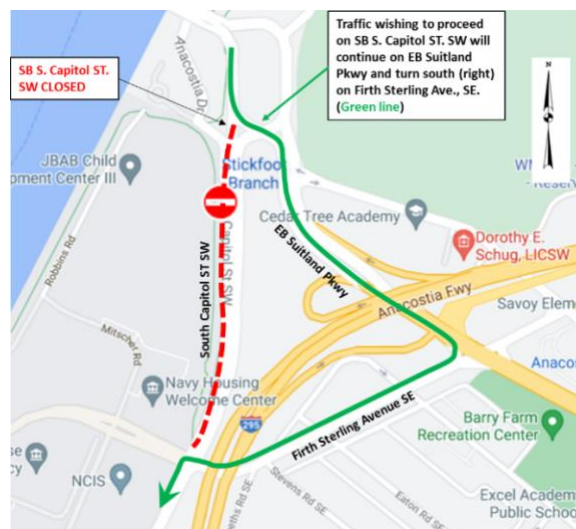 Traffic wishing to proceed
on SB S. Capitol ST. SW will
continue on EB Suitland
Pkwy and turn south (right)
on Firth Sterling Ave., SE.
(Green line)
SB S. Capitol ST.
SW CLOSED
N
Anacostia Dr
JBAB Child
opment Center III
Stickfoot
Branch
Reserv
Cedar Tree Academy
Dorothy E.
Schug, LICSW
Robbins Rd
South Capitol ST SW
Capitol St SW
EB Suitland Pkwy
Anacostia Fwy
Savoy Elem
Mitscher Rd
Anacos
Navy Housing
Welcome Center
295
Firth Sterling Avenue SE
Barry Farm
Recreation Center
NCIS
Stevens Rd SE
Eaton Rd SE
Excel Academ
Public Schoo